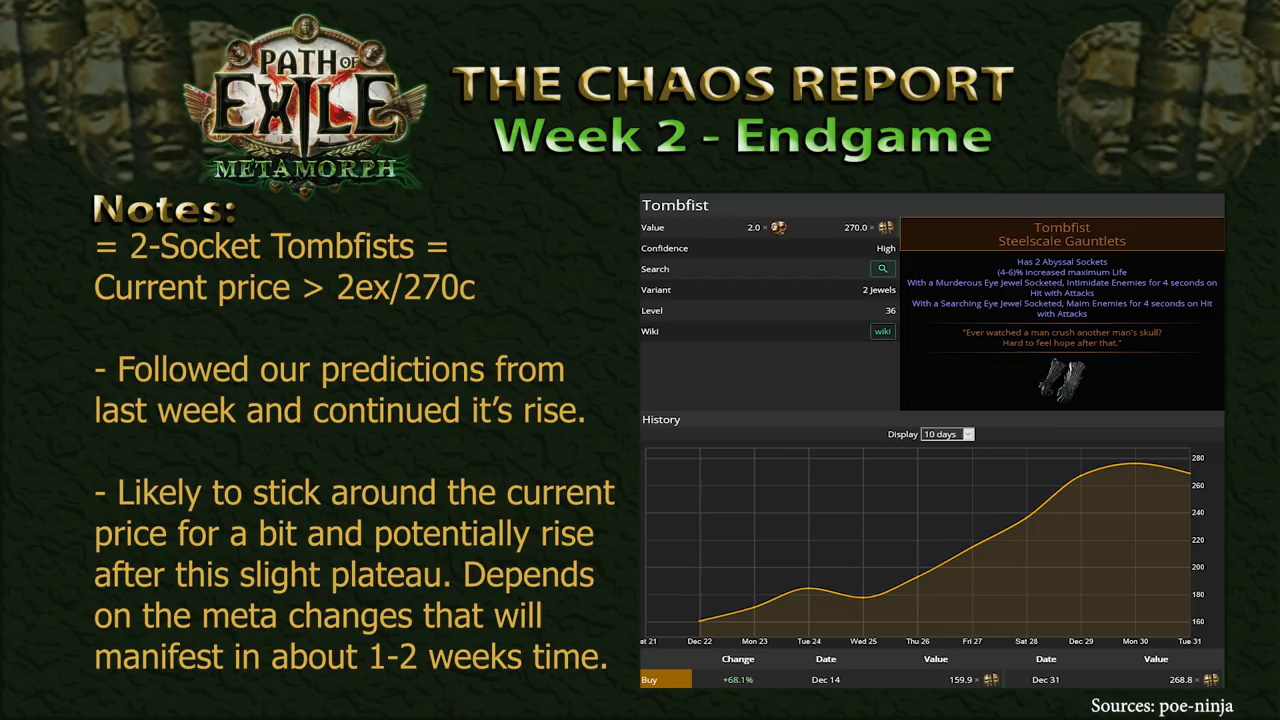 PATH OF
EXILE
METAMORPH
THE CHAOS REPORT
Week 2 - Endgame
Notes:
= 2-Socket Tombfists =
Current price > 2ex/270c
- Followed our predictions from
last week and continued it's rise.
- Likely to stick around the current
price for a bit and potentially rise
after this slight plateau. Depends
on the meta changes that will
manifest in about 1-2 weeks time.
Tombfist
Value 2.0 × 270.0 ×
Confidence High
Search
Variant 2 Jewels
Level 36
Wiki wiki
Tombfist
Steelscale Gauntlets
Has 2 Abyssal Sockets
(4-6)% increased maximum Life
With a Murderous Eye Jewel Socketed, Intimidate Enemies for 4 seconds on
Hit with Attacks
With a Searching Eye Jewel Socketed, Maim Enemies for 4 seconds on Hit
with Attacks
"Ever watched a man crush another man's skull?
Hard to feel hope after that."
History
Display 10 days
280
260
240
220
200
180
160
at 21 Dec 22 Mon 23 Tue 24 Wed 25 Thu 26 Fri 27 Sat 28 Dec 29 Mon 30 Tue 31
Change Date Value Date Value
Buy +68.1% Dec 14 159.9 × Dec 31 268.8 ×
Sources: poe-ninja